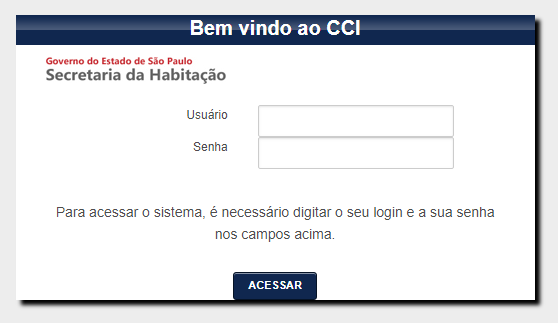 Bem vindo ao CCI
Governo do Estado de São Paulo
Secretaria da Habitação
Usuário
Senha
Para acessar o sistema, é necessário digitar o seu login e a sua senha
nos campos acima.
ACESSAR